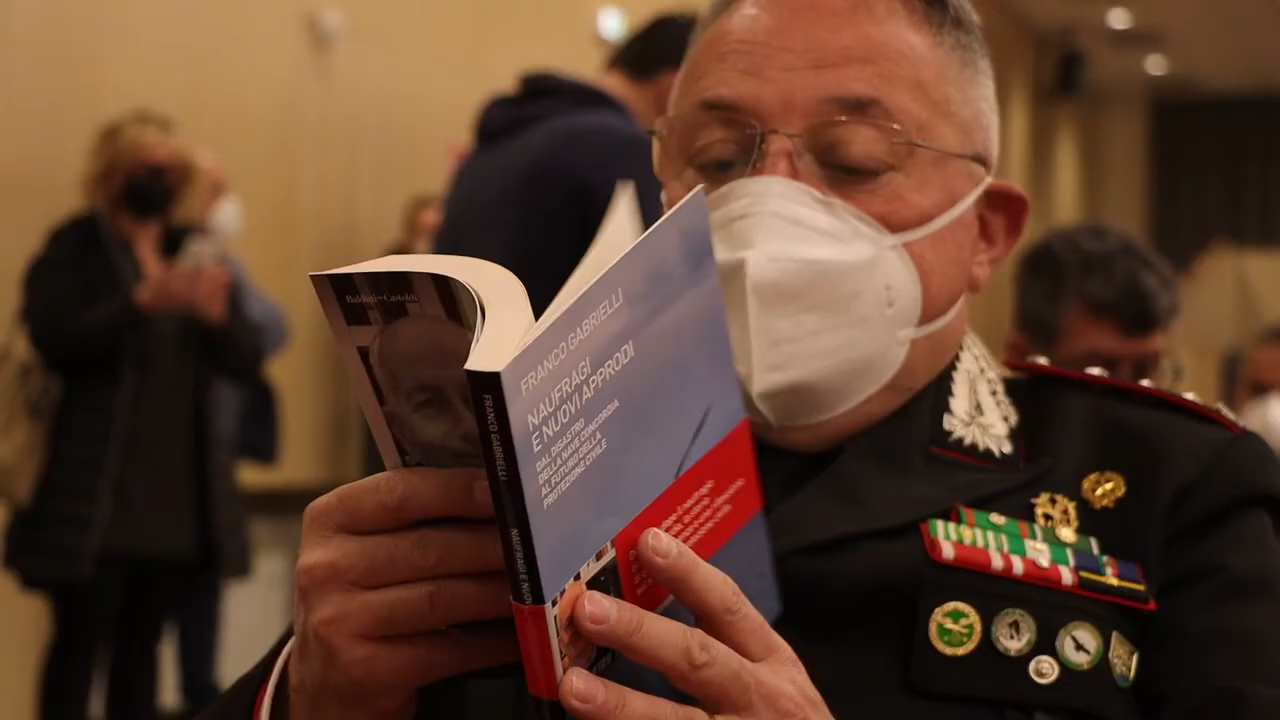 Baldini+Castoldi
FRANCO GABRIELLI
NAUFRAGI
E NUOVI APPRODI
DAL DISASTRO
DELLA NAVE CONCORDIA
AL FUTURO DELLA
PROTEZIONE CIVILE
FRANCO GABRIELLI
NAUFRAGI E NUOV